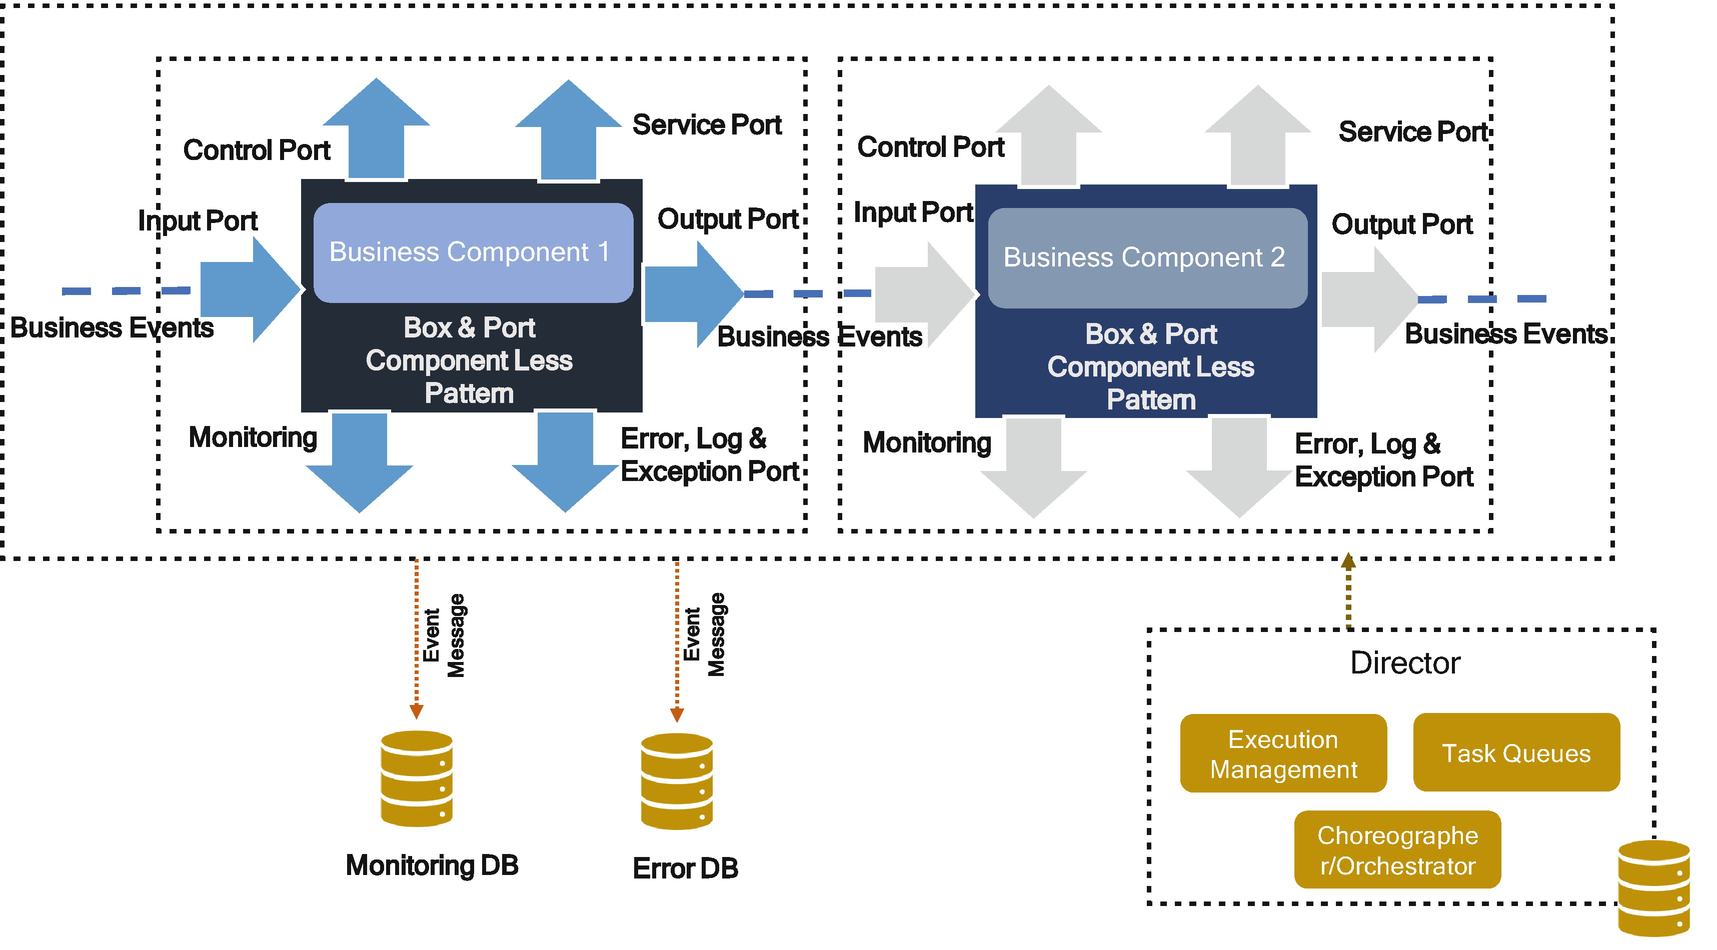 Control Port
Service Port
Input Port
Output Port
Business Component 1
Business Events
Box & Port
Component Less
Pattern
Monitoring
Error, Log &
Exception Port
Control Port
Service Port
Input Port
Output Port
Business Component 2
Business Events
Business Events
Box & Port
Component Less
Pattern
Monitoring
Error, Log &
Exception Port
Event
Message
Event
Message
Monitoring DB
Error DB
Director
Execution
Management
Task Queues
Choreographe
r/Orchestrator